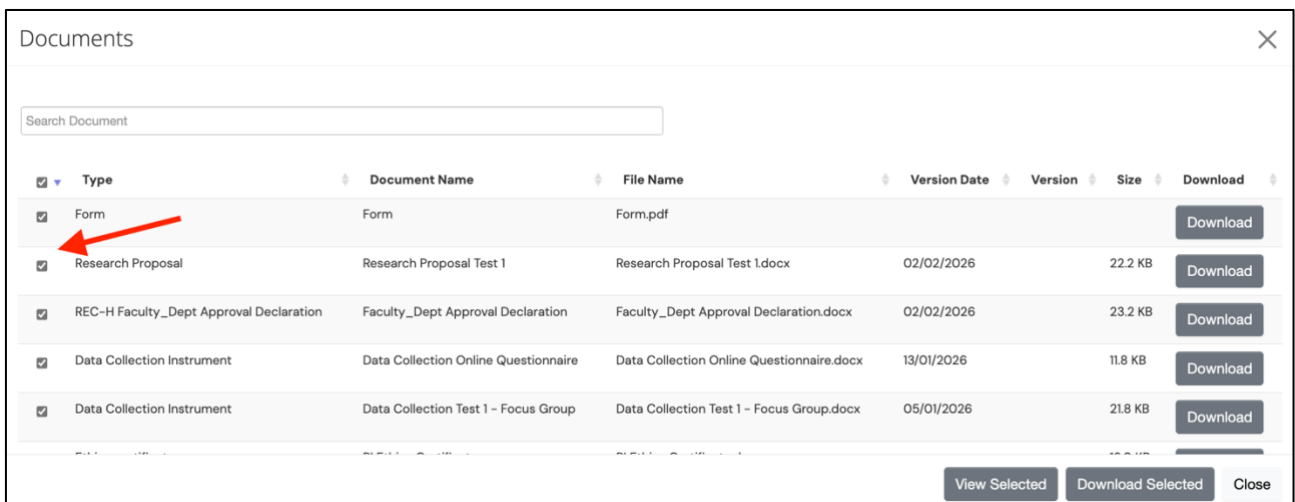 Documents
Search Document
Type Document Name File Name Version Date Version Size Download
Form Form Form.pdf Download
Research Proposal Research Proposal Test 1 Research Proposal Test 1.docx 02/02/2026 22.2 KB Download
REC-H Faculty_Dept Approval Declaration Faculty_Dept Approval Declaration Faculty_Dept Approval Declaration.docx 02/02/2026 23.2 KB Download
Data Collection Instrument Data Collection Online Questionnaire Data Collection Online Questionnaire.docx 13/01/2026 11.8 KB Download
Data Collection Instrument Data Collection Test 1 - Focus Group Data Collection Test 1 - Focus Group.docx 05/01/2026 21.8 KB Download
View Selected Download Selected Close